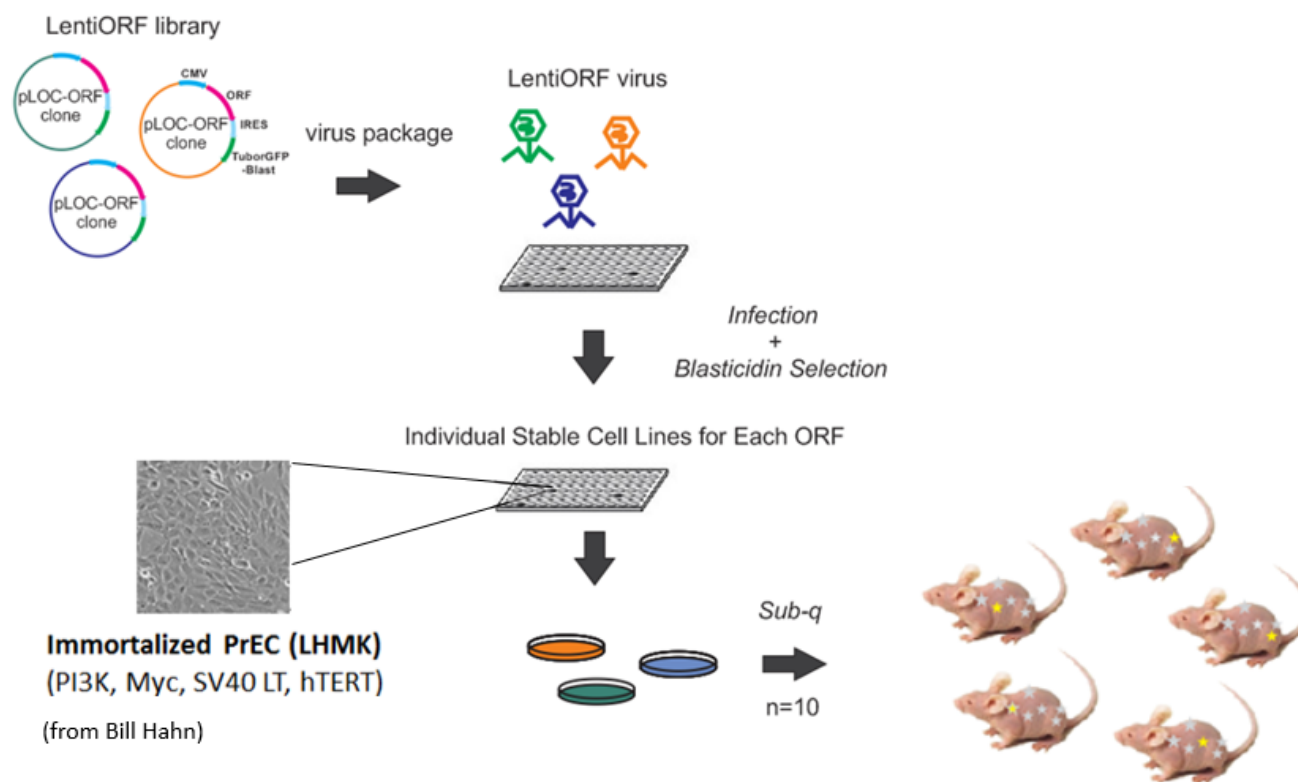 LentiORF library
pLOC-ORF
clone
CMV
ORF
pLOC-ORF
clone
IRES
TuborGFP
-Blast
pLOC-ORF
clone
virus package
LentiORF virus
Infection
+
Blasticidin Selection
Individual Stable Cell Lines for Each ORF
Immortalized PrEC (LHMK)
(PI3K, Myc, SV40 LT, hTERT)
(from Bill Hahn)
Sub-q
n=10